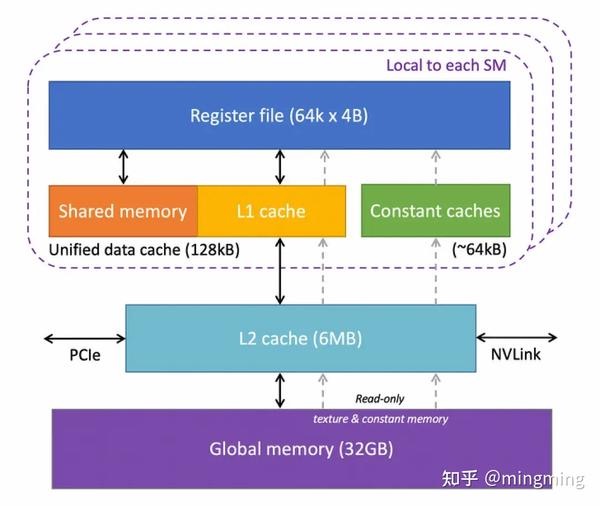 Local to each SM
Register file (64k x 4B)
Shared memory
L1 cache
Constant caches
Unified data cache (128kB)
(~64kB)
L2 cache (6MB)
PCIe
NVLink
Read-only
texture & constant memory
Global memory (32GB)
知乎 @mingming